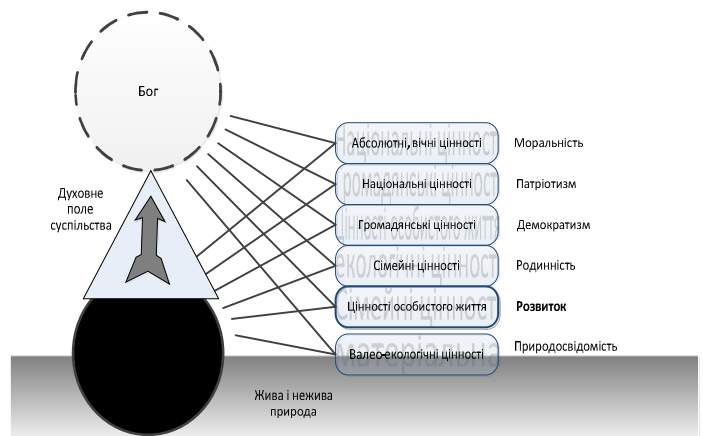 Бог
Духовне
поле
суспільства
Абсолютні, вічні цінності
Моральність
Національні цінності
Патріотизм
Громадянські цінності
Демократизм
Сімейні цінності
Родинність
Цінності особистого життя
Розвиток
Валео-екологічні цінності
Природосвідомість
Жива і нежива
природа